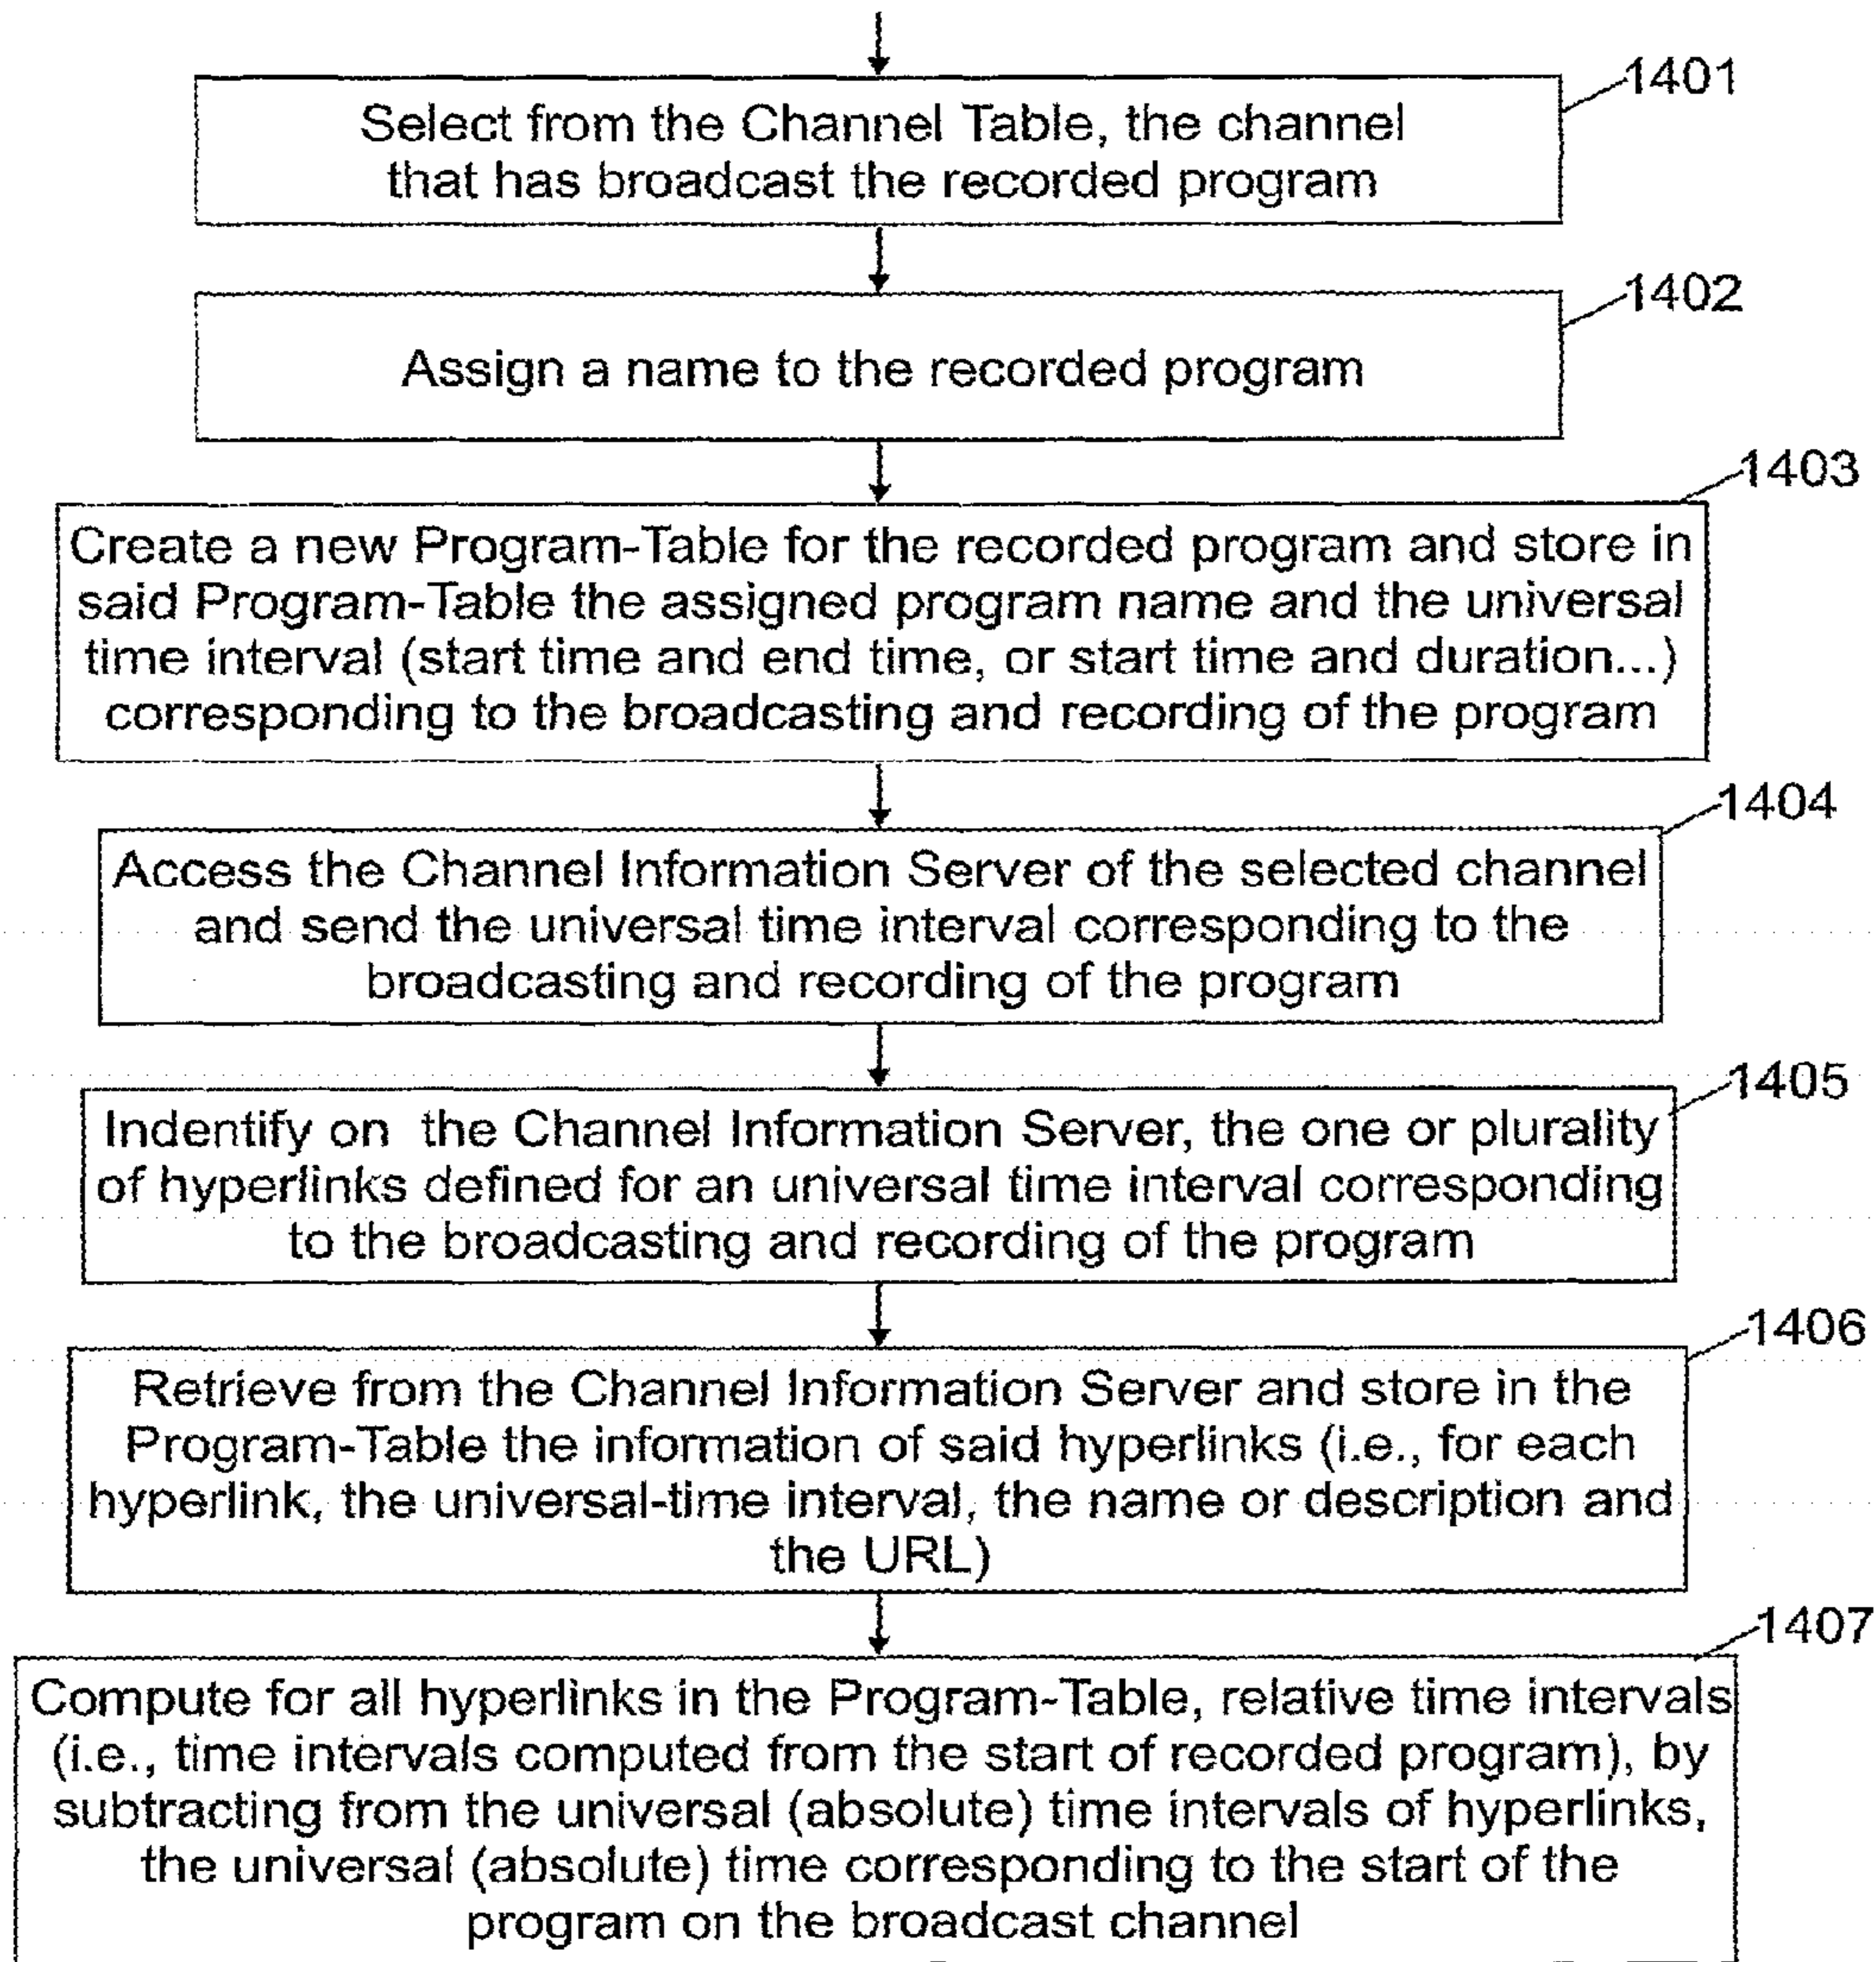 1401
Select from the Channel Table, the channel
that has broadcast the recorded program
1402
Assign a name to the recorded program
1403
Create a new Program-Table for the recorded program and store in
said Program-Table the assigned program name and the universal
time interval (start time and end time, or start time and duration...)
corresponding to the broadcasting and recording of the program
1404
Access the Channel Information Server of the selected channel
and send the universal time interval corresponding to the
broadcasting and recording of the program
1405
Indentify on the Channel Information Server, the one or plurality
of hyperlinks defined for an universal time interval corresponding
to the broadcasting and recording of the program
1406
Retrieve from the Channel Information Server and store in the
Program-Table the information of said hyperlinks (i.e., for each
hyperlink, the universal-time interval, the name or description and
the URL)
1407
Compute for all hyperlinks in the Program-Table, relative time intervals
(i.e., time intervals computed from the start of recorded program), by
subtracting from the universal (absolute) time intervals of hyperlinks,
the universal (absolute) time corresponding to the start of the
program on the broadcast channel